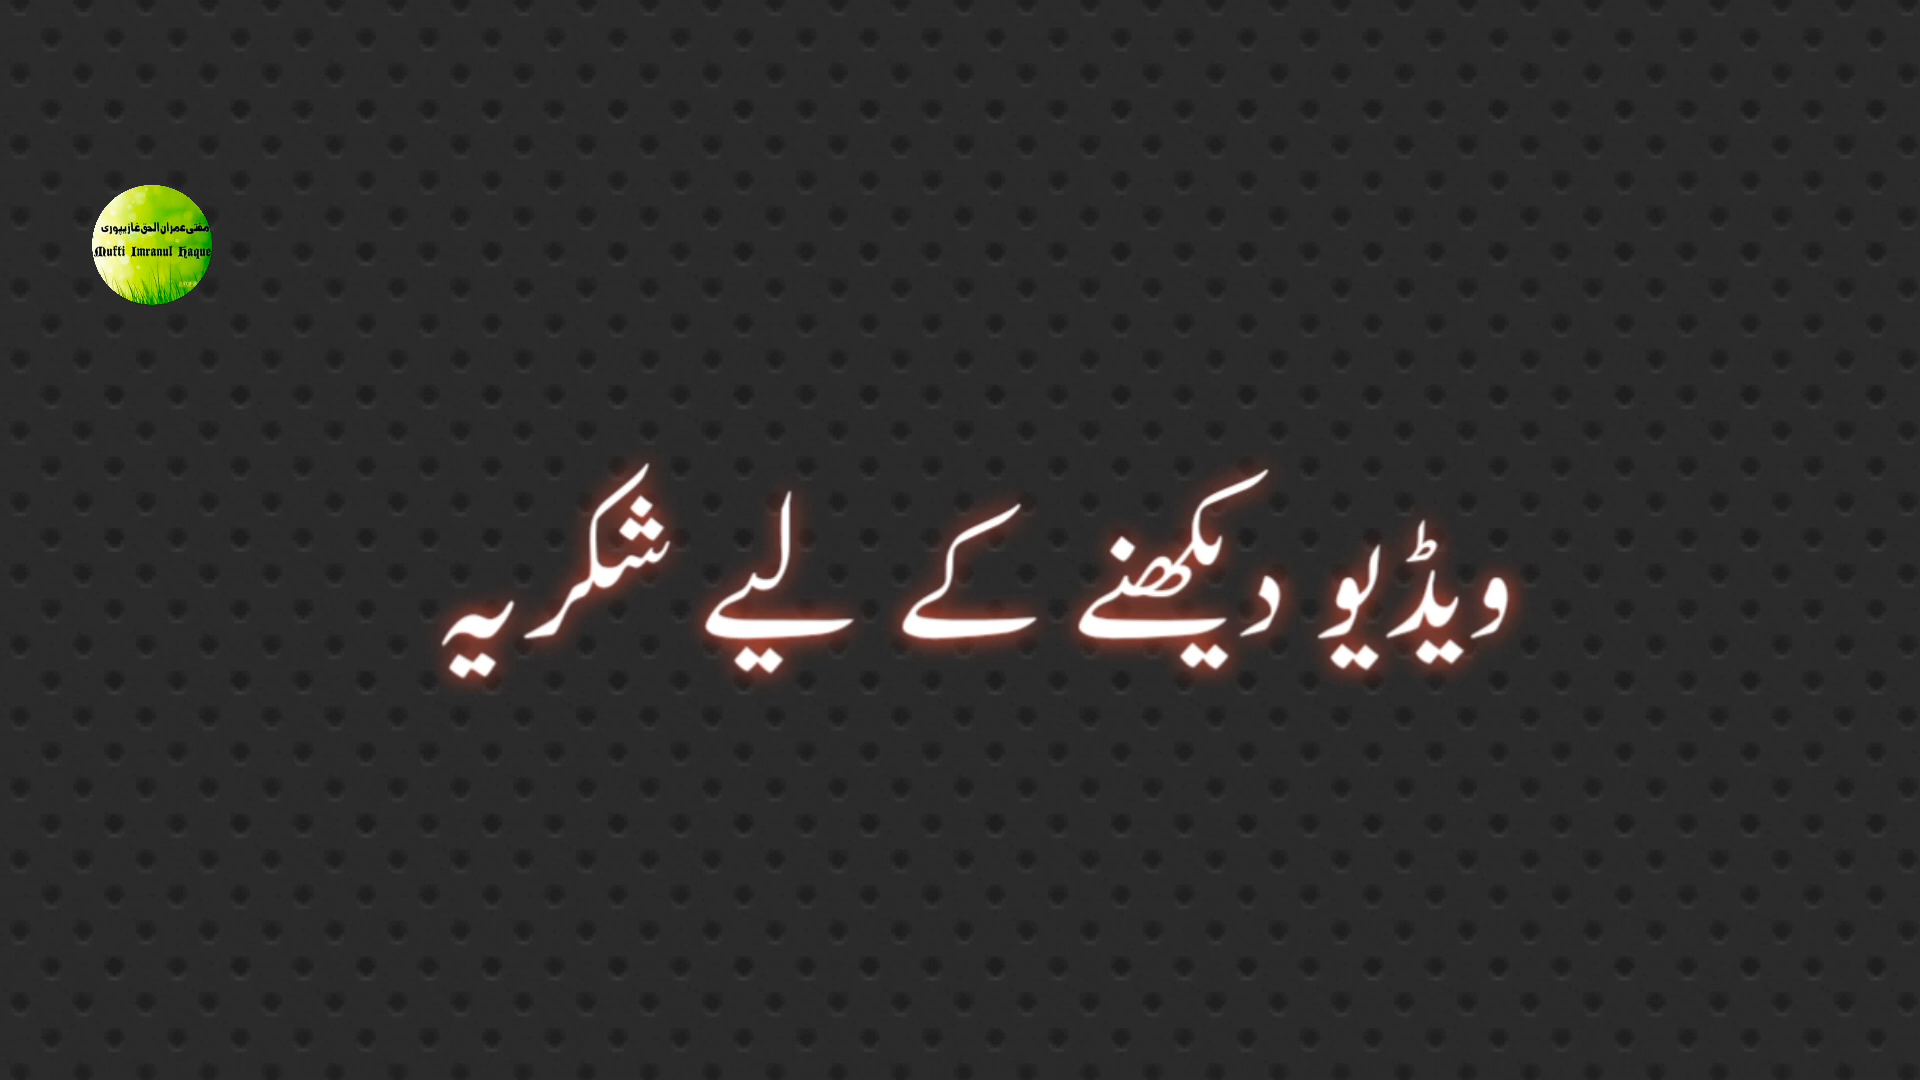 مفتی عمران الحق غازیپوری
Mufti Imranul Haque
ویڈیو دیکھنے کے لیے شکریہ